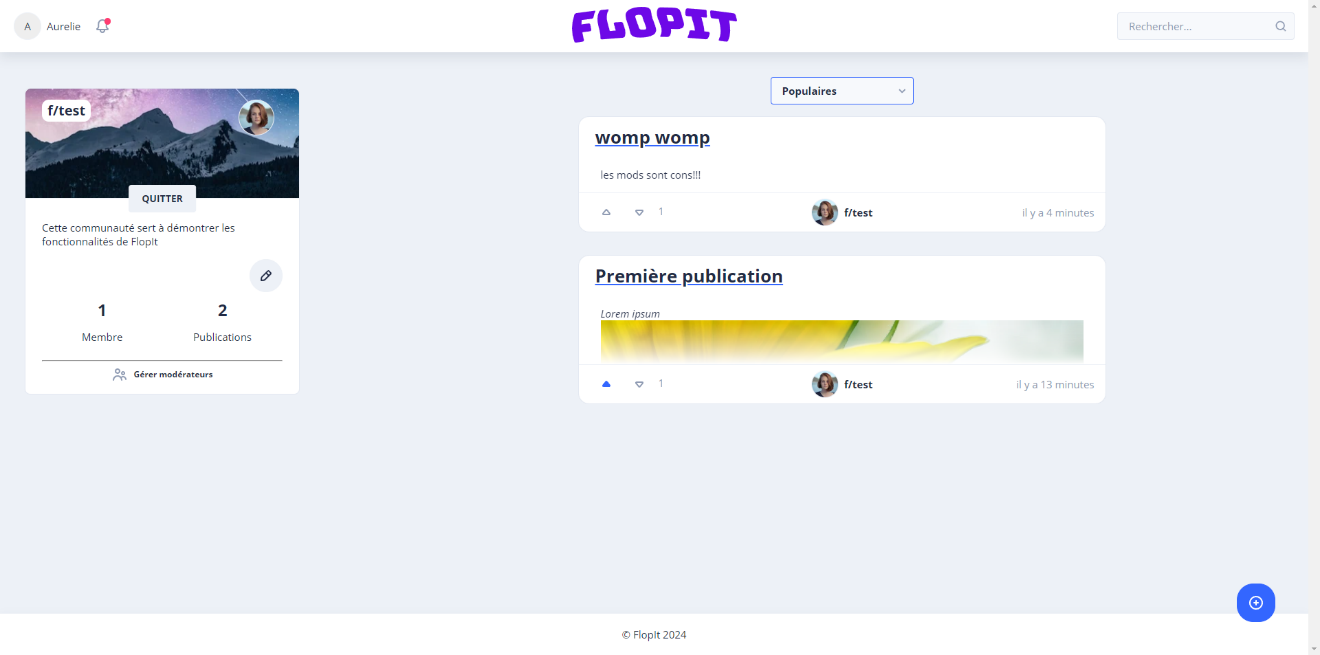 A Aurelie
FLOPIT
Rechercher...
f/test
QUITTER
Cette communauté sert à démontrer les
fonctionnalités de FlopIt
1 2
Membre Publications
Gérer modérateurs
Populaires
womp womp
les mods sont cons!!!
1 f/test il y a 4 minutes
Première publication
Lorem ipsum
1 f/test il y a 13 minutes
© FlopIt 2024